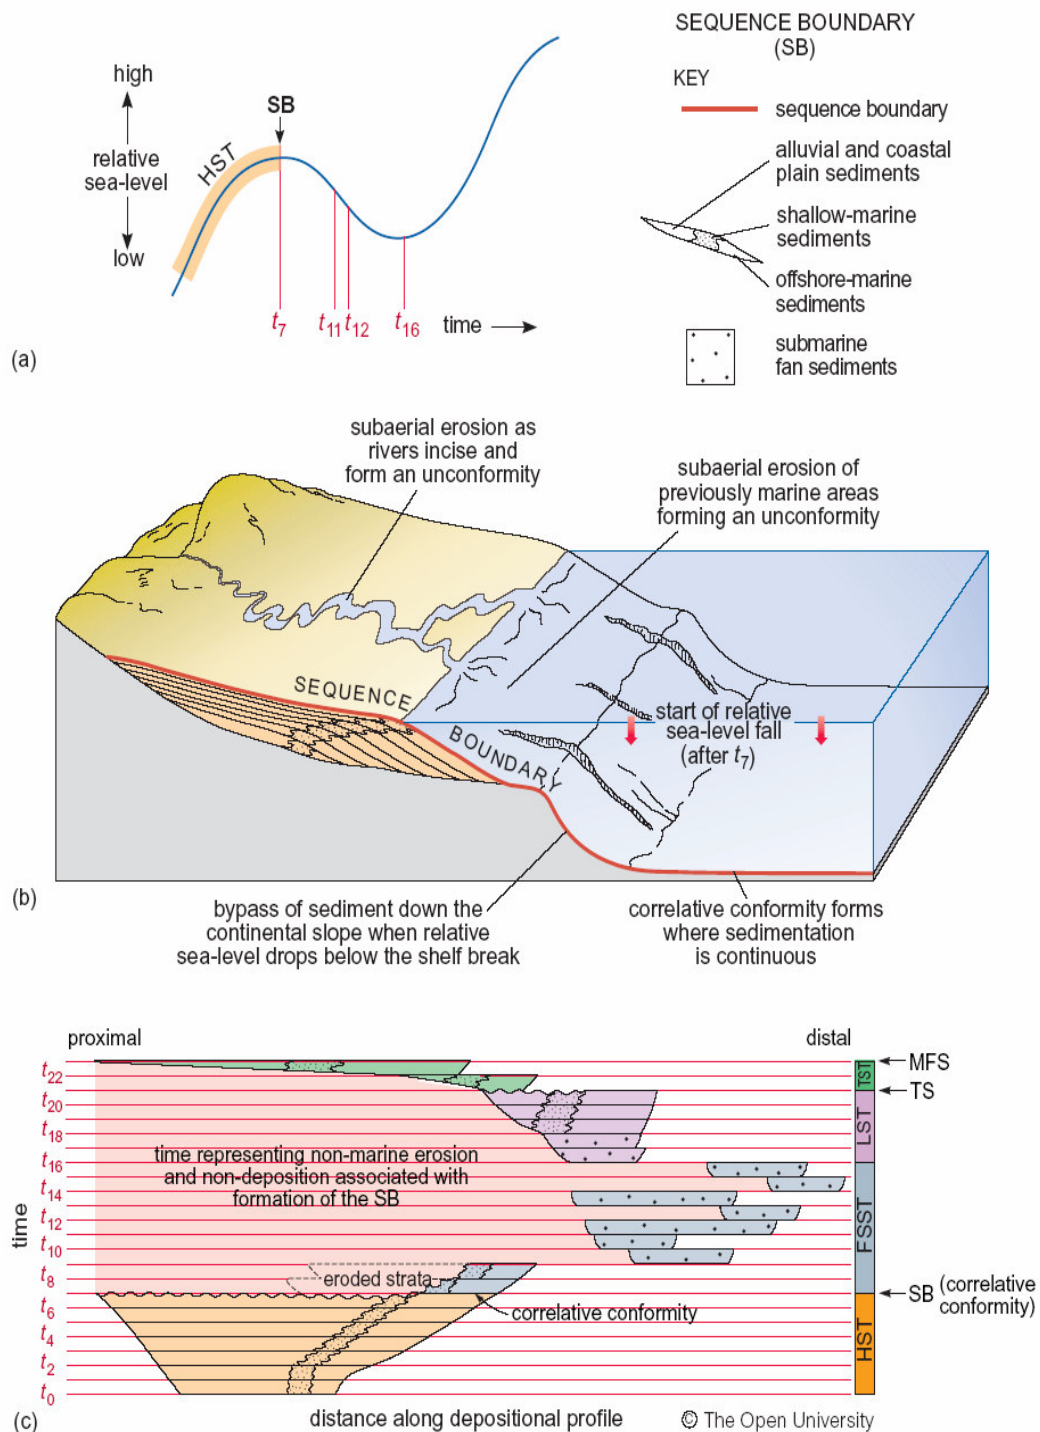 SEQUENCE BOUNDARY
(SB)
KEY
sequence boundary
alluvial and coastal
plain sediments
shallow-marine
sediments
offshore-marine
sediments
submarine
fan sediments
high
relative
sea-level
low
HST
SB
t7
t11
t12
t16
time
(a)
subaerial erosion as
rivers incise and
form an unconformity
subaerial erosion of
previously marine areas
forming an unconformity
SEQUENCE
BOUNDARY
start of relative
sea-level fall
(after t7)
(b)
bypass of sediment down the
continental slope when relative
sea-level drops below the shelf break
correlative conformity forms
where sedimentation
is continuous
proximal
distal
t22
t20
t18
t16
t14
t12
t10
t8
t6
t4
t2
t0
time
time representing non-marine erosion
and non-deposition associated with
formation of the SB
eroded strata
correlative conformity
TST
LST
FSST
HST
MFS
TS
SB (correlative
conformity)
(c)
distance along depositional profile
© The Open University